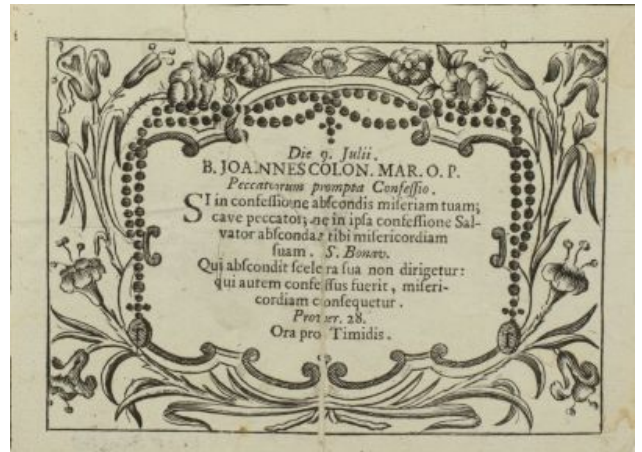 Die 9. Julii.
B. JOANNES COLON. MAR. O. P.
Peccatorum prompta Confeſſio.
SI in confeſſione abſcondis miſeriam tuam;
cave peccator, ne in ipſa confeſſione Sal-
vator abſcondat tibi miſericordiam
ſuam. S. Bonav.
Qui abſcondit ſcelera ſua non dirigetur:
qui autem confeſſus fuerit, miſeri-
cordiam conſequetur.
Prover. 28.
Ora pro Timidis.